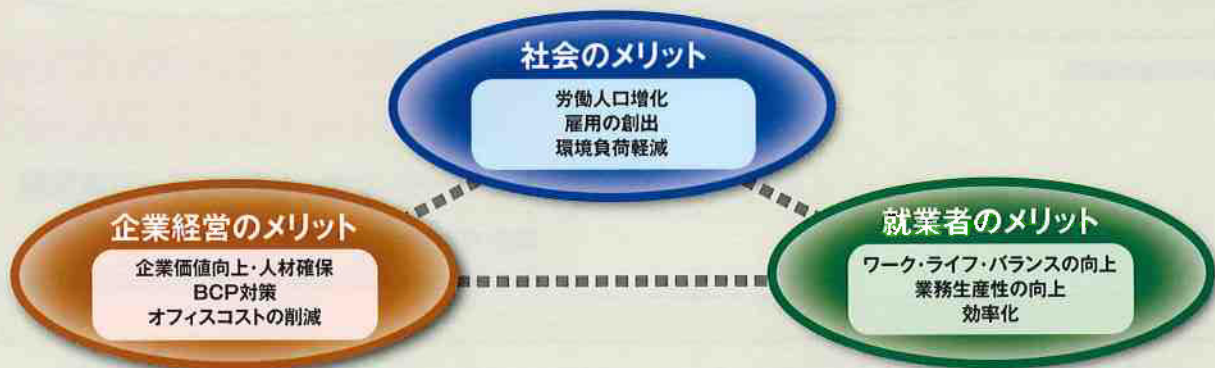 社会のメリット
労働人口増化
雇用の創出
環境負荷軽減
企業経営のメリット
企業価値向上・人材確保
BCP対策
オフィスコストの削減
就業者のメリット
ワーク・ライフ・バランスの向上
業務生産性の向上
効率化